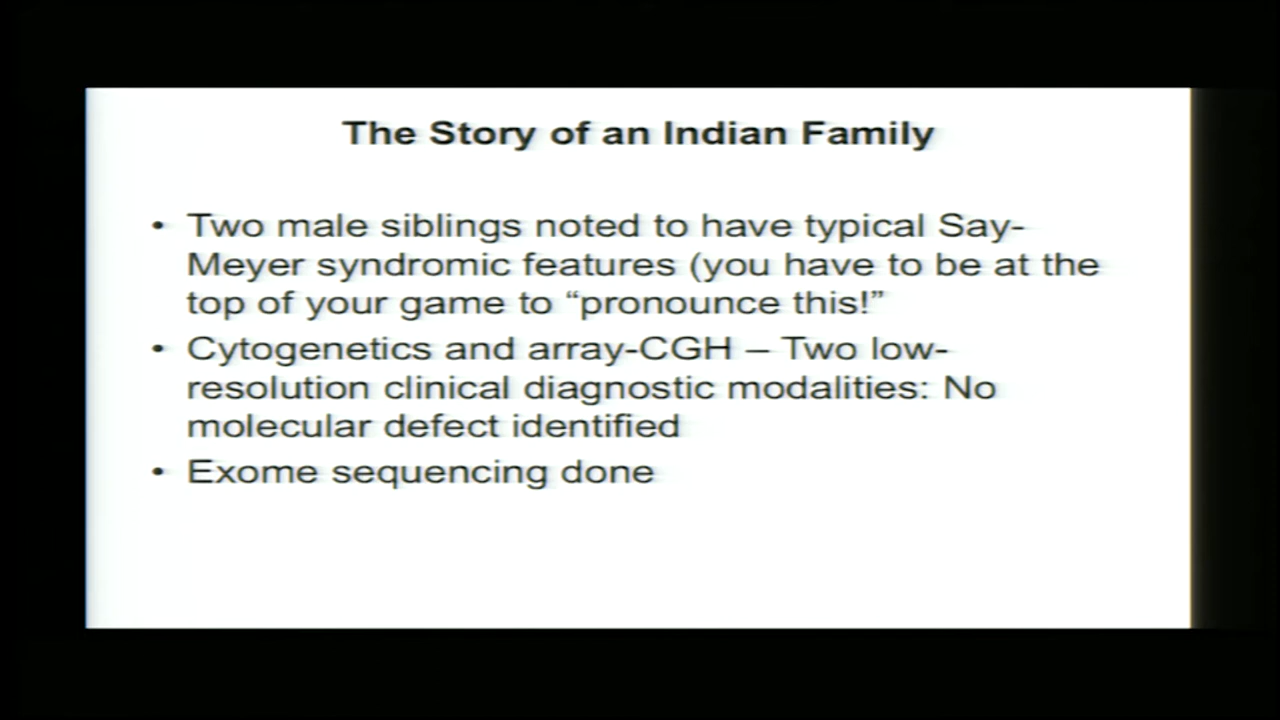 The Story of an Indian Family
• Two male siblings noted to have typical Say-
Meyer syndromic features (you have to be at the
top of your game to “pronounce this!”
• Cytogenetics and array-CGH – Two low-
resolution clinical diagnostic modalities: No
molecular defect identified
• Exome sequencing done